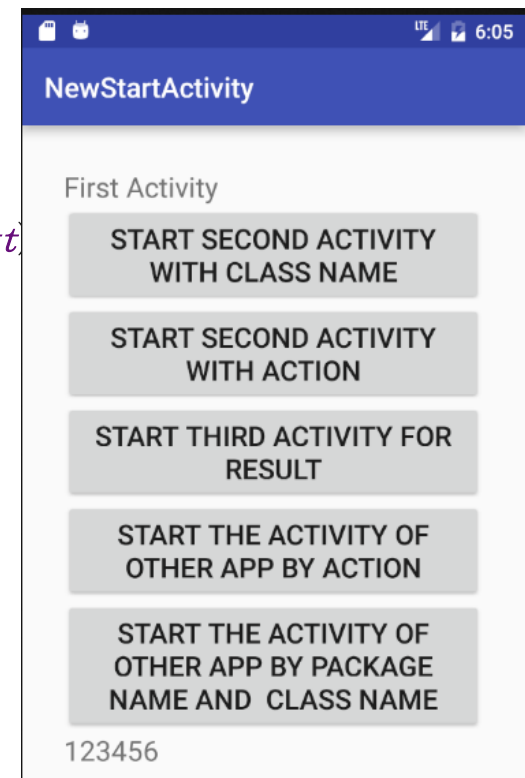 LTE 6:05
NewStartActivity
First Activity
t)
START SECOND ACTIVITY
WITH CLASS NAME
START SECOND ACTIVITY
WITH ACTION
START THIRD ACTIVITY FOR
RESULT
START THE ACTIVITY OF
OTHER APP BY ACTION
START THE ACTIVITY OF
OTHER APP BY PACKAGE
NAME AND  CLASS NAME
123456